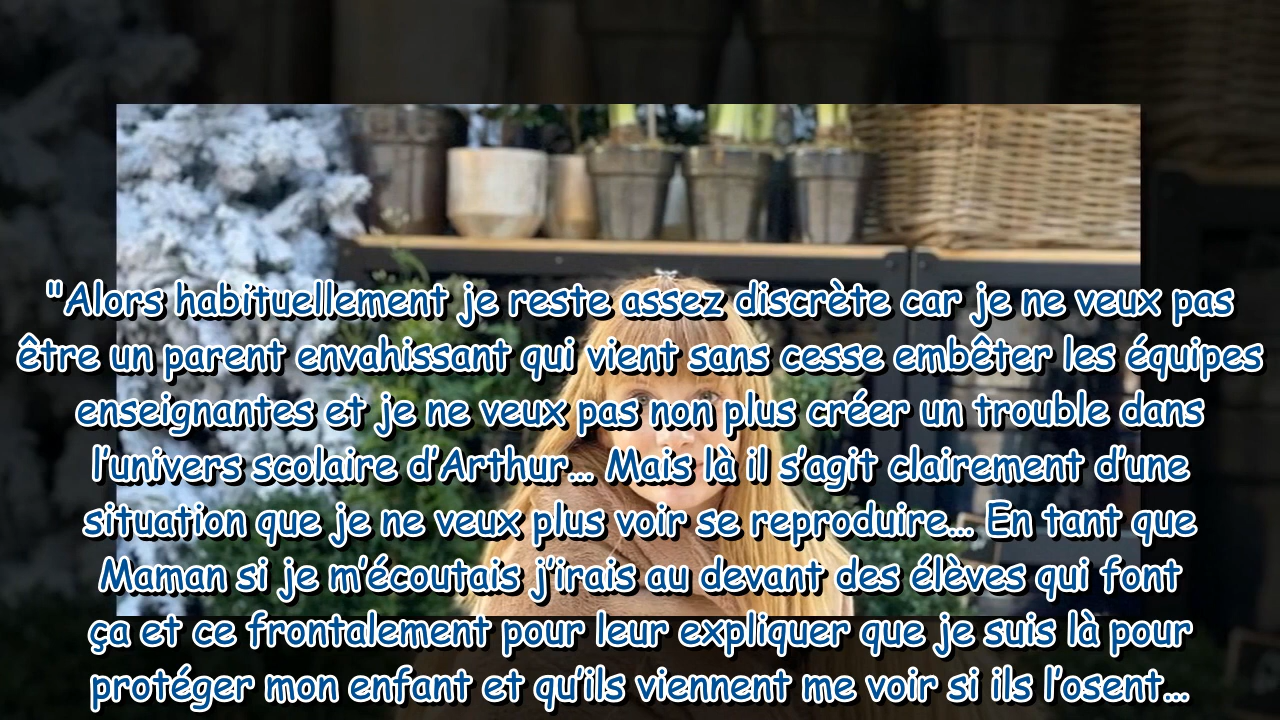 "Alors habituellement je reste assez discrète car je ne veux pas
être un parent envahissant qui vient sans cesse embêter les équipes
enseignantes et je ne veux pas non plus créer un trouble dans
l'univers scolaire d'Arthur... Mais là il s'agit clairement d'une
situation que je ne veux plus voir se reproduire... En tant que
Maman si je m'écoutais j'irais au devant des élèves qui font
ça et ce frontalement pour leur expliquer que je suis là pour
protéger mon enfant et qu'ils viennent me voir si ils l'osent...